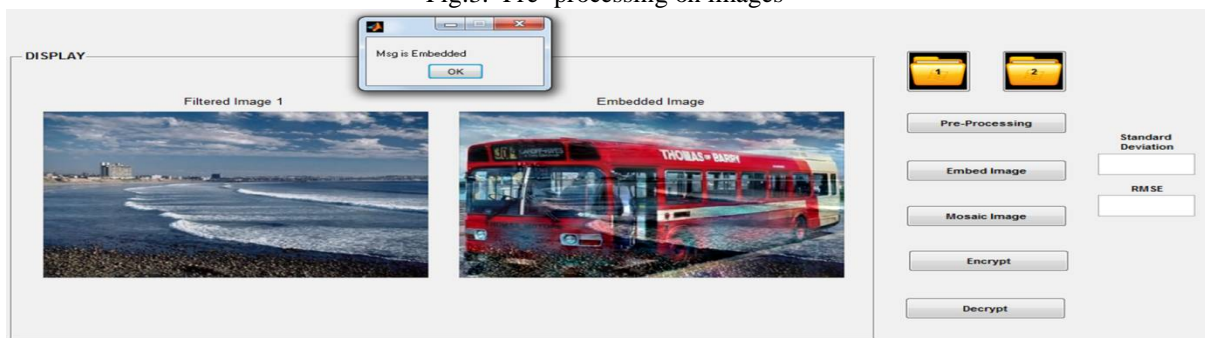 Fig.3. Pre- processing on images
Msg is Embedded
OK
DISPLAY
Filtered Image 1
Embedded Image
THOMAS - BARRY
1
2
Pre-Processing
Embed Image
Mosaic Image
Encrypt
Decrypt
Standard
Deviation
RMSE